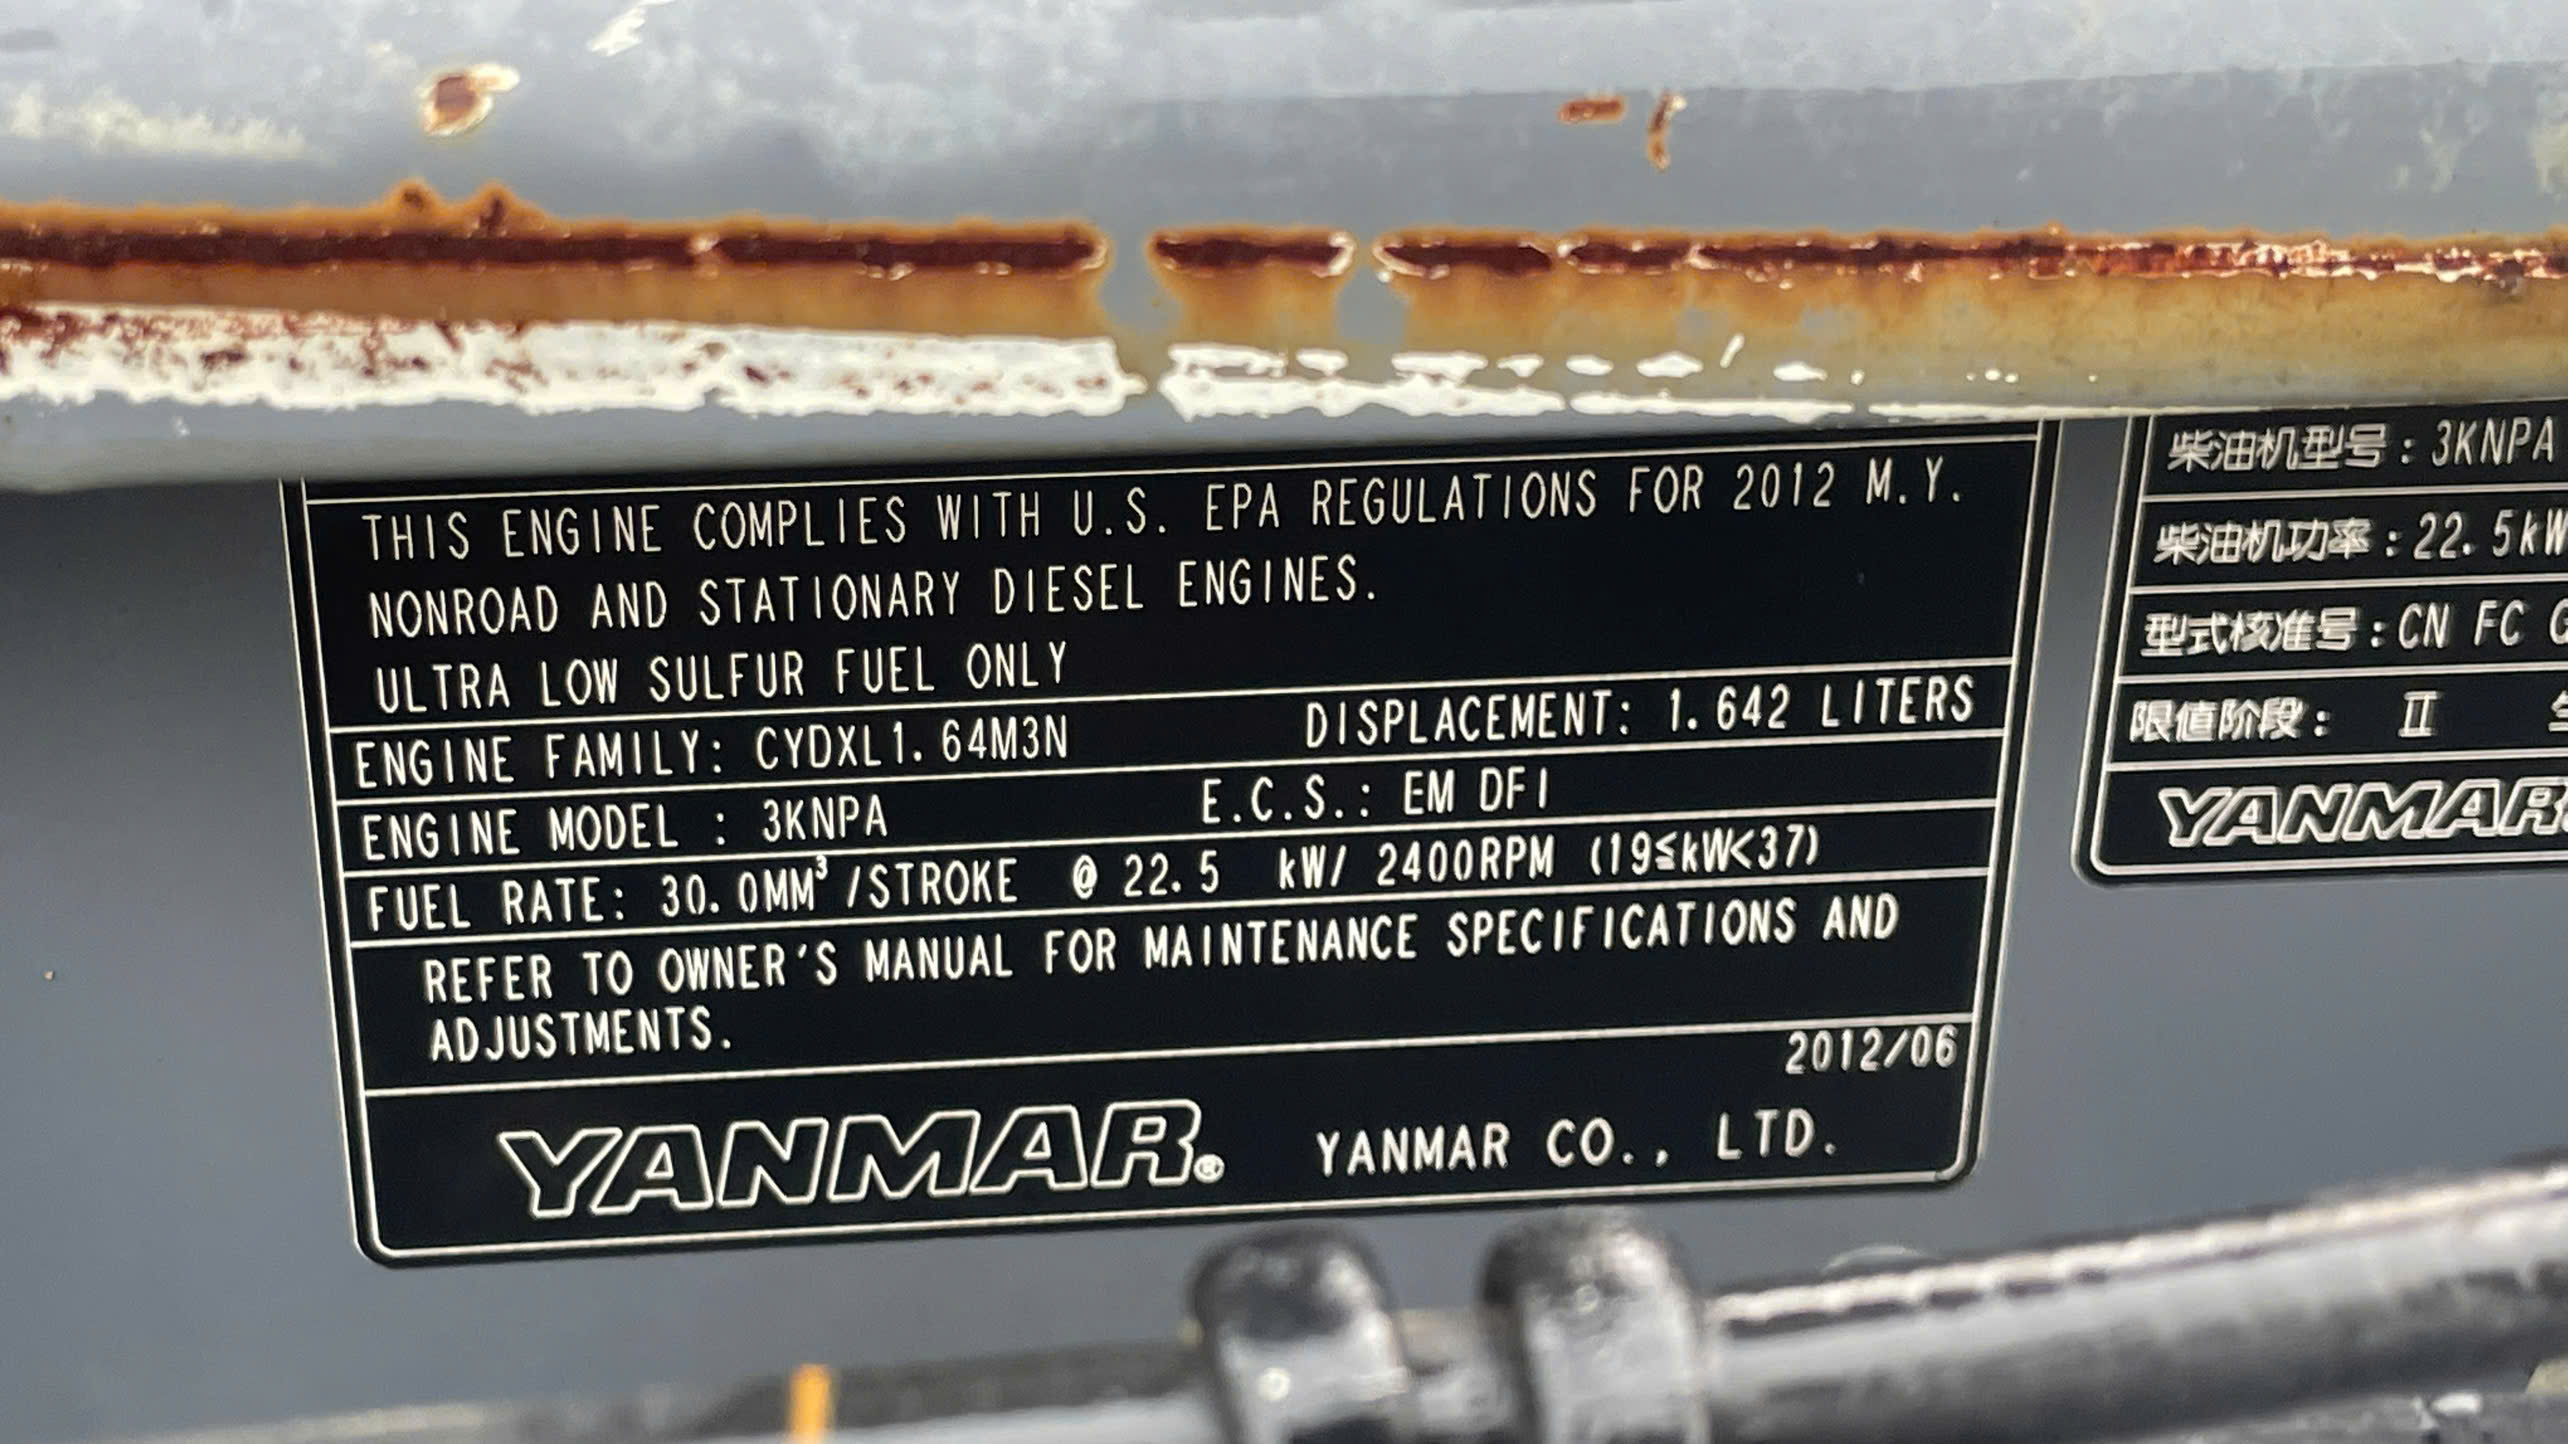 THIS ENGINE COMPLIES WITH U.S. EPA REGULATIONS FOR 2012 M.Y.
NONROAD AND STATIONARY DIESEL ENGINES.
ULTRA LOW SULFUR FUEL ONLY
ENGINE FAMILY: CYDXL1.64M3N DISPLACEMENT: 1.642 LITERS
ENGINE MODEL : 3KNPA E.C.S.: EM DFI
FUEL RATE: 30.0MM³/STROKE @ 22.5 kW/ 2400RPM (19≤kW<37)
REFER TO OWNER'S MANUAL FOR MAINTENANCE SPECIFICATIONS AND
ADJUSTMENTS.
2012/06
YANMAR® YANMAR CO., LTD.
柴油机型号:3KNPA
柴油机功率:22.5kW
型式核准号:CN FC
限值阶段: Ⅱ
YANMAR